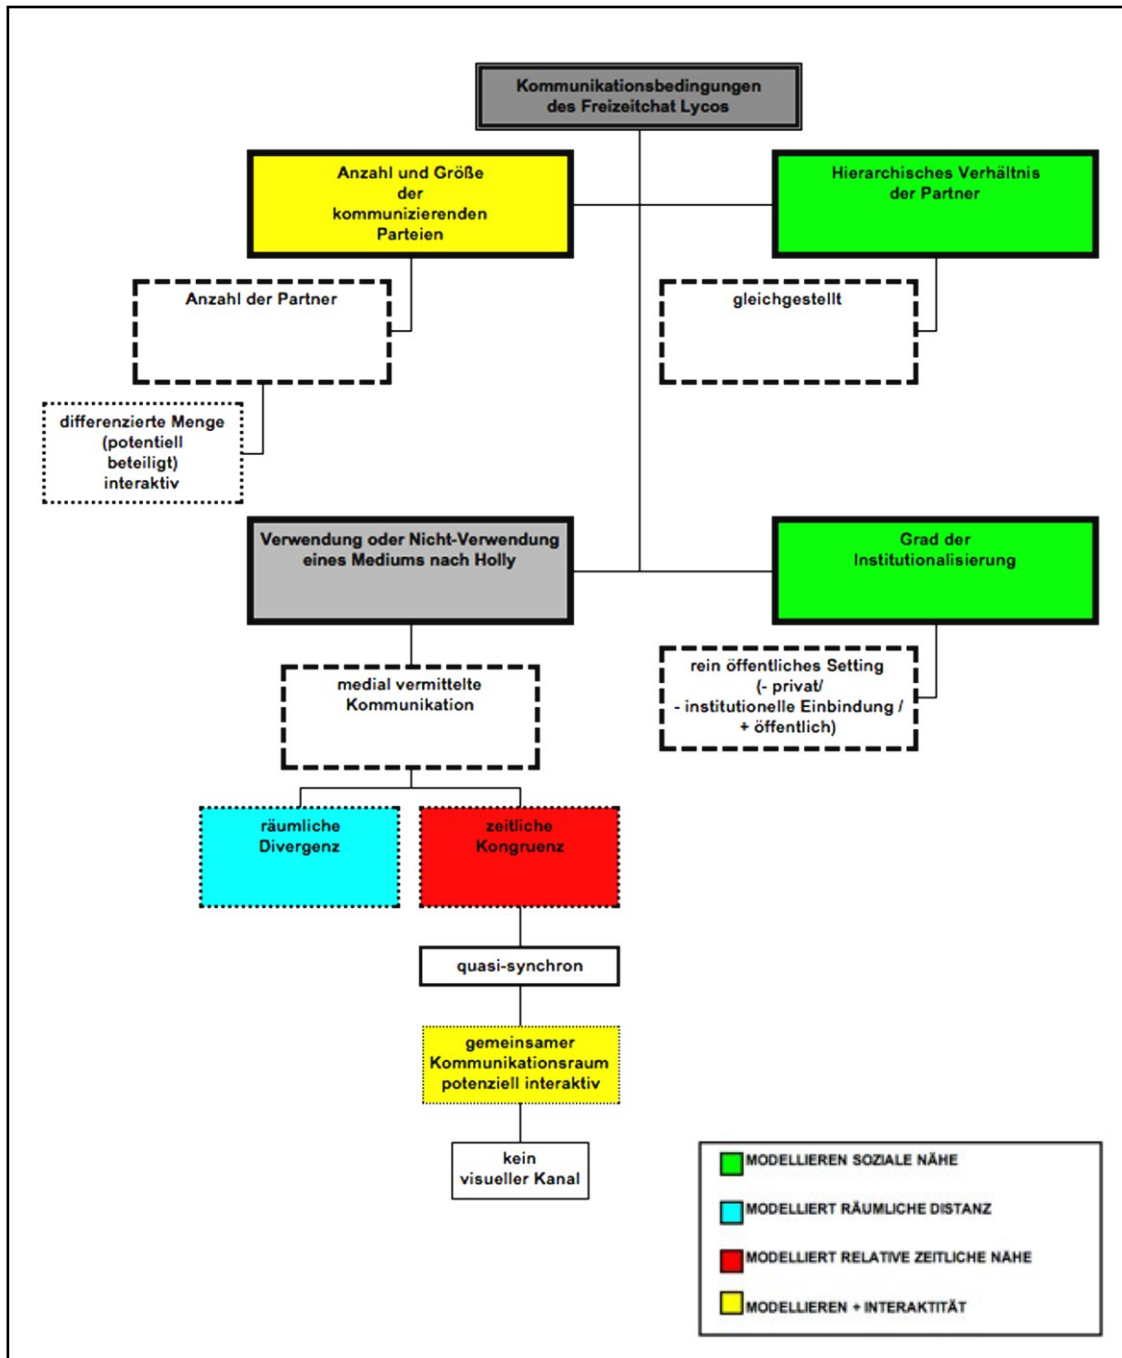 Kommunikationsbedingungen
des Freizeitchat Lycos
Anzahl und Größe
der
kommunizierenden
Parteien
Hierarchisches Verhältnis
der Partner
Anzahl der Partner
gleichgestellt
differenzierte Menge
(potentiell
beteiligt)
interaktiv
Verwendung oder Nicht-Verwendung
eines Mediums nach Holly
Grad der
Institutionalisierung
medial vermittelte
Kommunikation
rein öffentliches Setting
(- privat/
- institutionelle Einbindung /
+ öffentlich)
räumliche
Divergenz
zeitliche
Kongruenz
quasi-synchron
gemeinsamer
Kommunikationsraum
potenziell interaktiv
kein
visueller Kanal
MODELLIEREN SOZIALE NÄHE
MODELLIERT RÄUMLICHE DISTANZ
MODELLIERT RELATIVE ZEITLICHE NÄHE
MODELLIEREN + INTERAKTITÄT